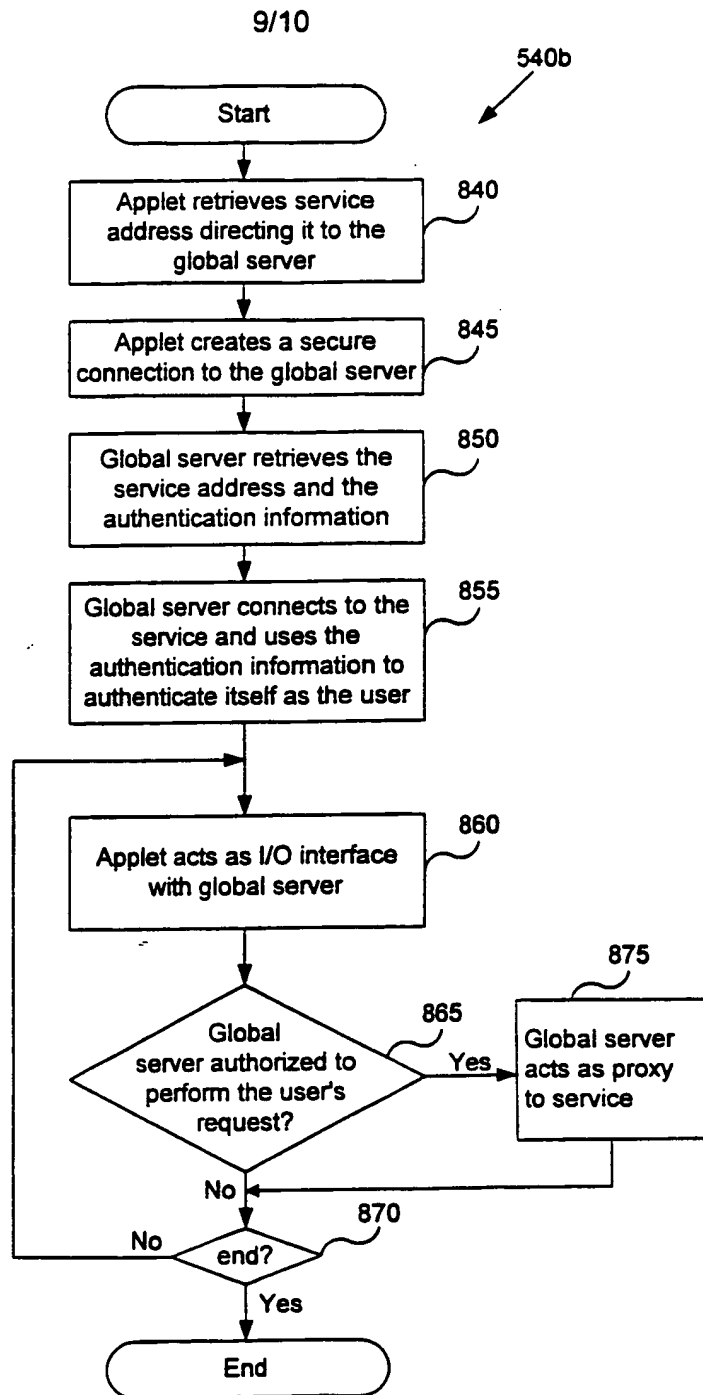 9/10
540b
Start
Applet retrieves service
address directing it to the
global server
840
Applet creates a secure
connection to the global server
845
Global server retrieves the
service address and the
authentication information
850
Global server connects to the
service and uses the
authentication information to
authenticate itself as the user
855
Applet acts as I/O interface
with global server
860
Global
server authorized to
perform the user's
request?
865
Yes
Global server
acts as proxy
to service
875
No
end?
870
No
Yes
End